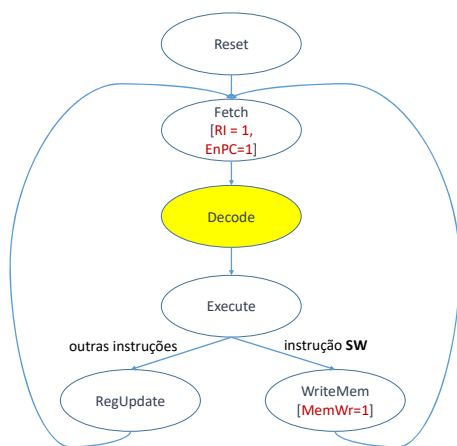 Reset
Fetch
[RI = 1,
EnPC=1]
Decode
Execute
outras instruções
instrução SW
RegUpdate
WriteMem
[MemWr=1]